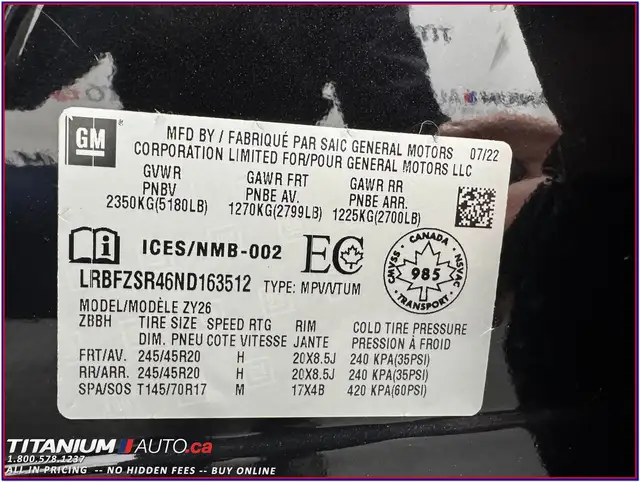 GM
MFD BY / FABRIQUÉ PAR SAIC GENERAL MOTORS 07/22
CORPORATION LIMITED FOR/POUR GENERAL MOTORS LLC
GVWR GAWR FRT GAWR RR
PNBV PNBE AV. PNBE ARR.
2350KG(5180LB) 1270KG(2799LB) 1225KG(2700LB)
ICES/NMB-002 EC
CANADA CMVSS NSVAC 985 TRANSPORT
LRBFZSR46ND163512 TYPE: MPV/VTUM
MODEL/MODÈLE ZY26
ZBBH TIRE SIZE SPEED RTG RIM COLD TIRE PRESSURE
DIM. PNEU COTE VITESSE JANTE PRESSION À FROID
FRT/AV. 245/45R20 H 20X8.5J 240 KPA(35PSI)
RR/ARR. 245/45R20 H 20X8.5J 240 KPA(35PSI)
SPA/SOS T145/70R17 M 17X4B 420 KPA(60PSI)
TITANIUMAUTO.ca
1.800.578.1237
ALL IN PRICING -- NO HIDDEN FEES -- BUY ONLINE